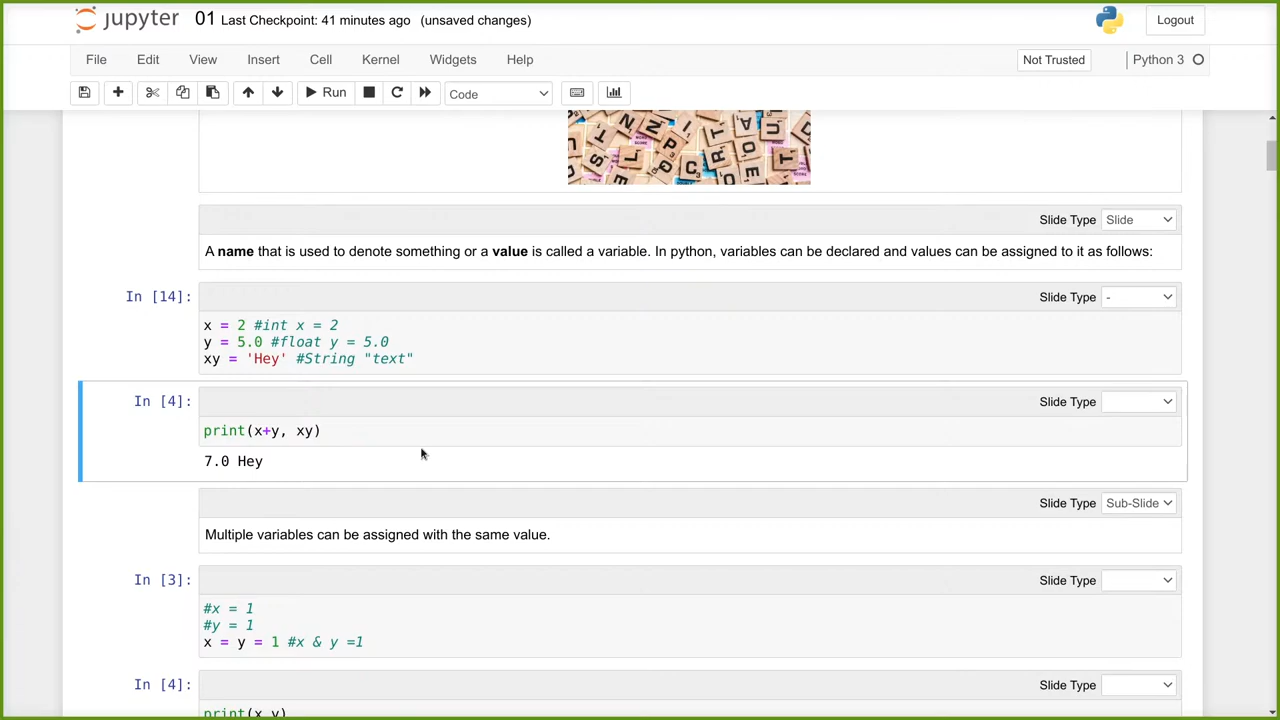 jupyter 01 Last Checkpoint: 41 minutes ago (unsaved changes) Logout
File Edit View Insert Cell Kernel Widgets Help Not Trusted Python 3
Run Code
Slide Type Slide
A name that is used to denote something or a value is called a variable. In python, variables can be declared and values can be assigned to it as follows:
In [14]: Slide Type -
x = 2 #int x = 2
y = 5.0 #float y = 5.0
xy = 'Hey' #String "text"
In [4]: Slide Type
print(x+y, xy)
7.0 Hey
Slide Type Sub-Slide
Multiple variables can be assigned with the same value.
In [3]: Slide Type
#x = 1
#y = 1
x = y = 1 #x & y =1
In [4]: Slide Type
print(x,y)